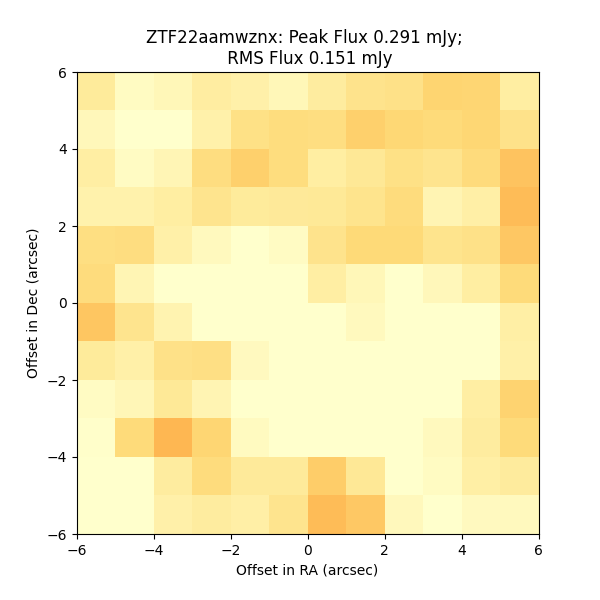 ZTF22aamwznx: Peak Flux 0.291 mJy;
RMS Flux 0.151 mJy
6
4
2
0
−2
−4
−6
Offset in Dec (arcsec)
−6 −4 −2 0 2 4 6
Offset in RA (arcsec)